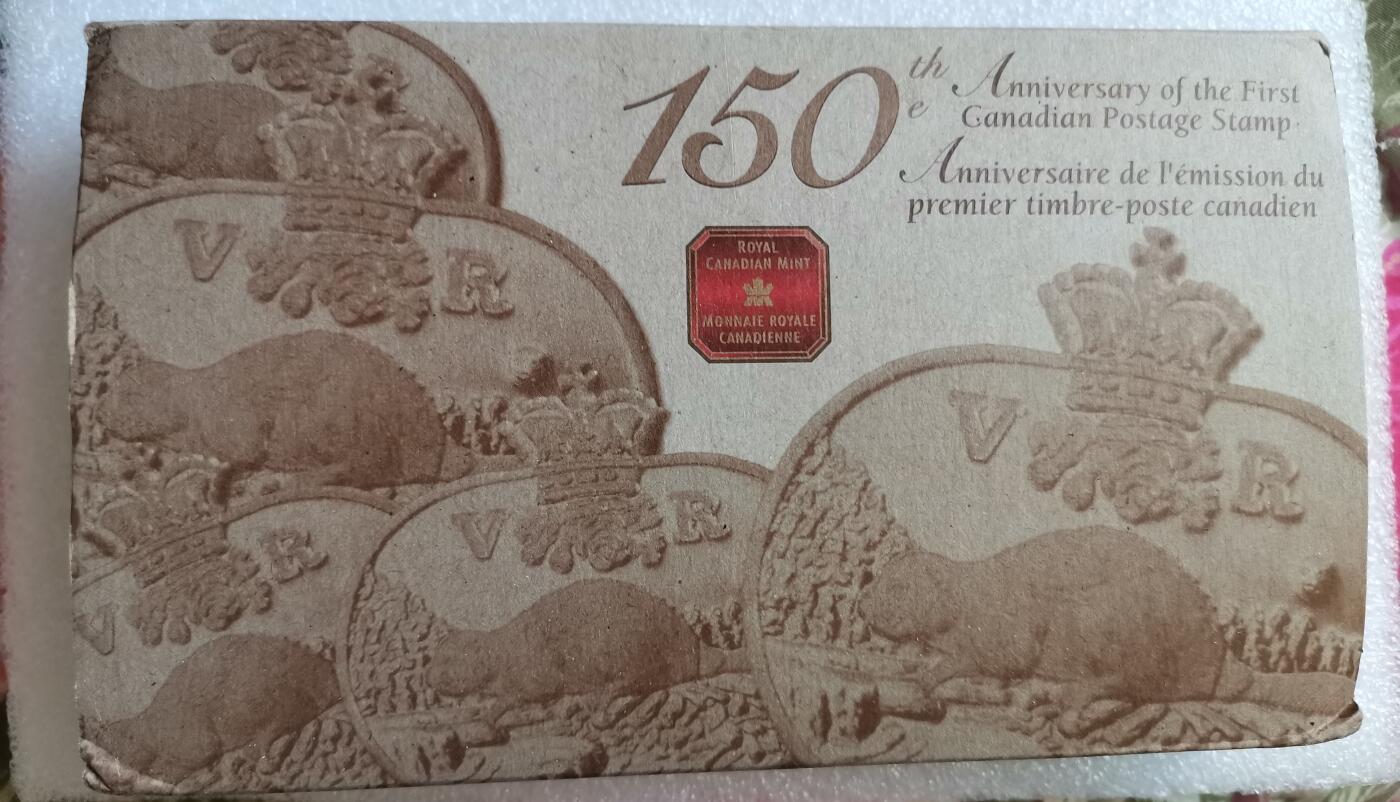 150th
e
Anniversary of the First
Canadian Postage Stamp
Anniversaire de l'émission du
premier timbre-poste canadien
ROYAL
CANADIAN MINT
MONNAIE ROYALE
CANADIENNE
V R
V R
V R
V R